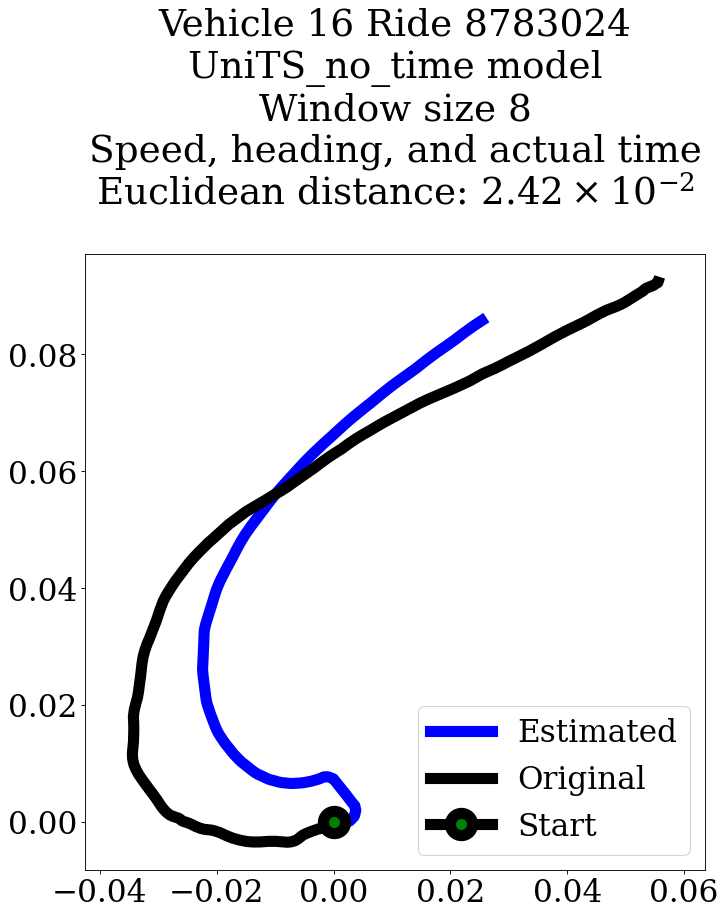 Vehicle 16 Ride 8783024
UniTS_no_time model
Window size 8
Speed, heading, and actual time
Euclidean distance: 2.42 × 10⁻²
0.08
0.06
0.04
0.02
0.00
Estimated
Original
Start
−0.04 −0.02 0.00 0.02 0.04 0.06